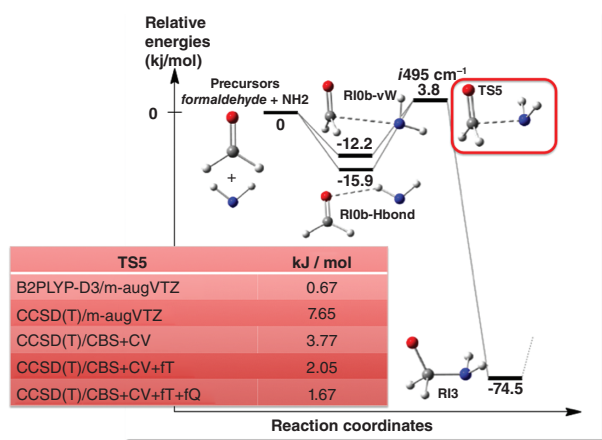 Relative
energies
(kj/mol)
i495 cm⁻¹
3.8
TS5
Precursors
formaldehyde + NH2
RI0b-vW
0
0
-12.2
+
-15.9
RI0b-Hbond
TS5 kJ / mol
B2PLYP-D3/m-augVTZ 0.67
CCSD(T)/m-augVTZ 7.65
CCSD(T)/CBS+CV 3.77
CCSD(T)/CBS+CV+fT 2.05
CCSD(T)/CBS+CV+fT+fQ 1.67
RI3
-74.5
Reaction coordinates